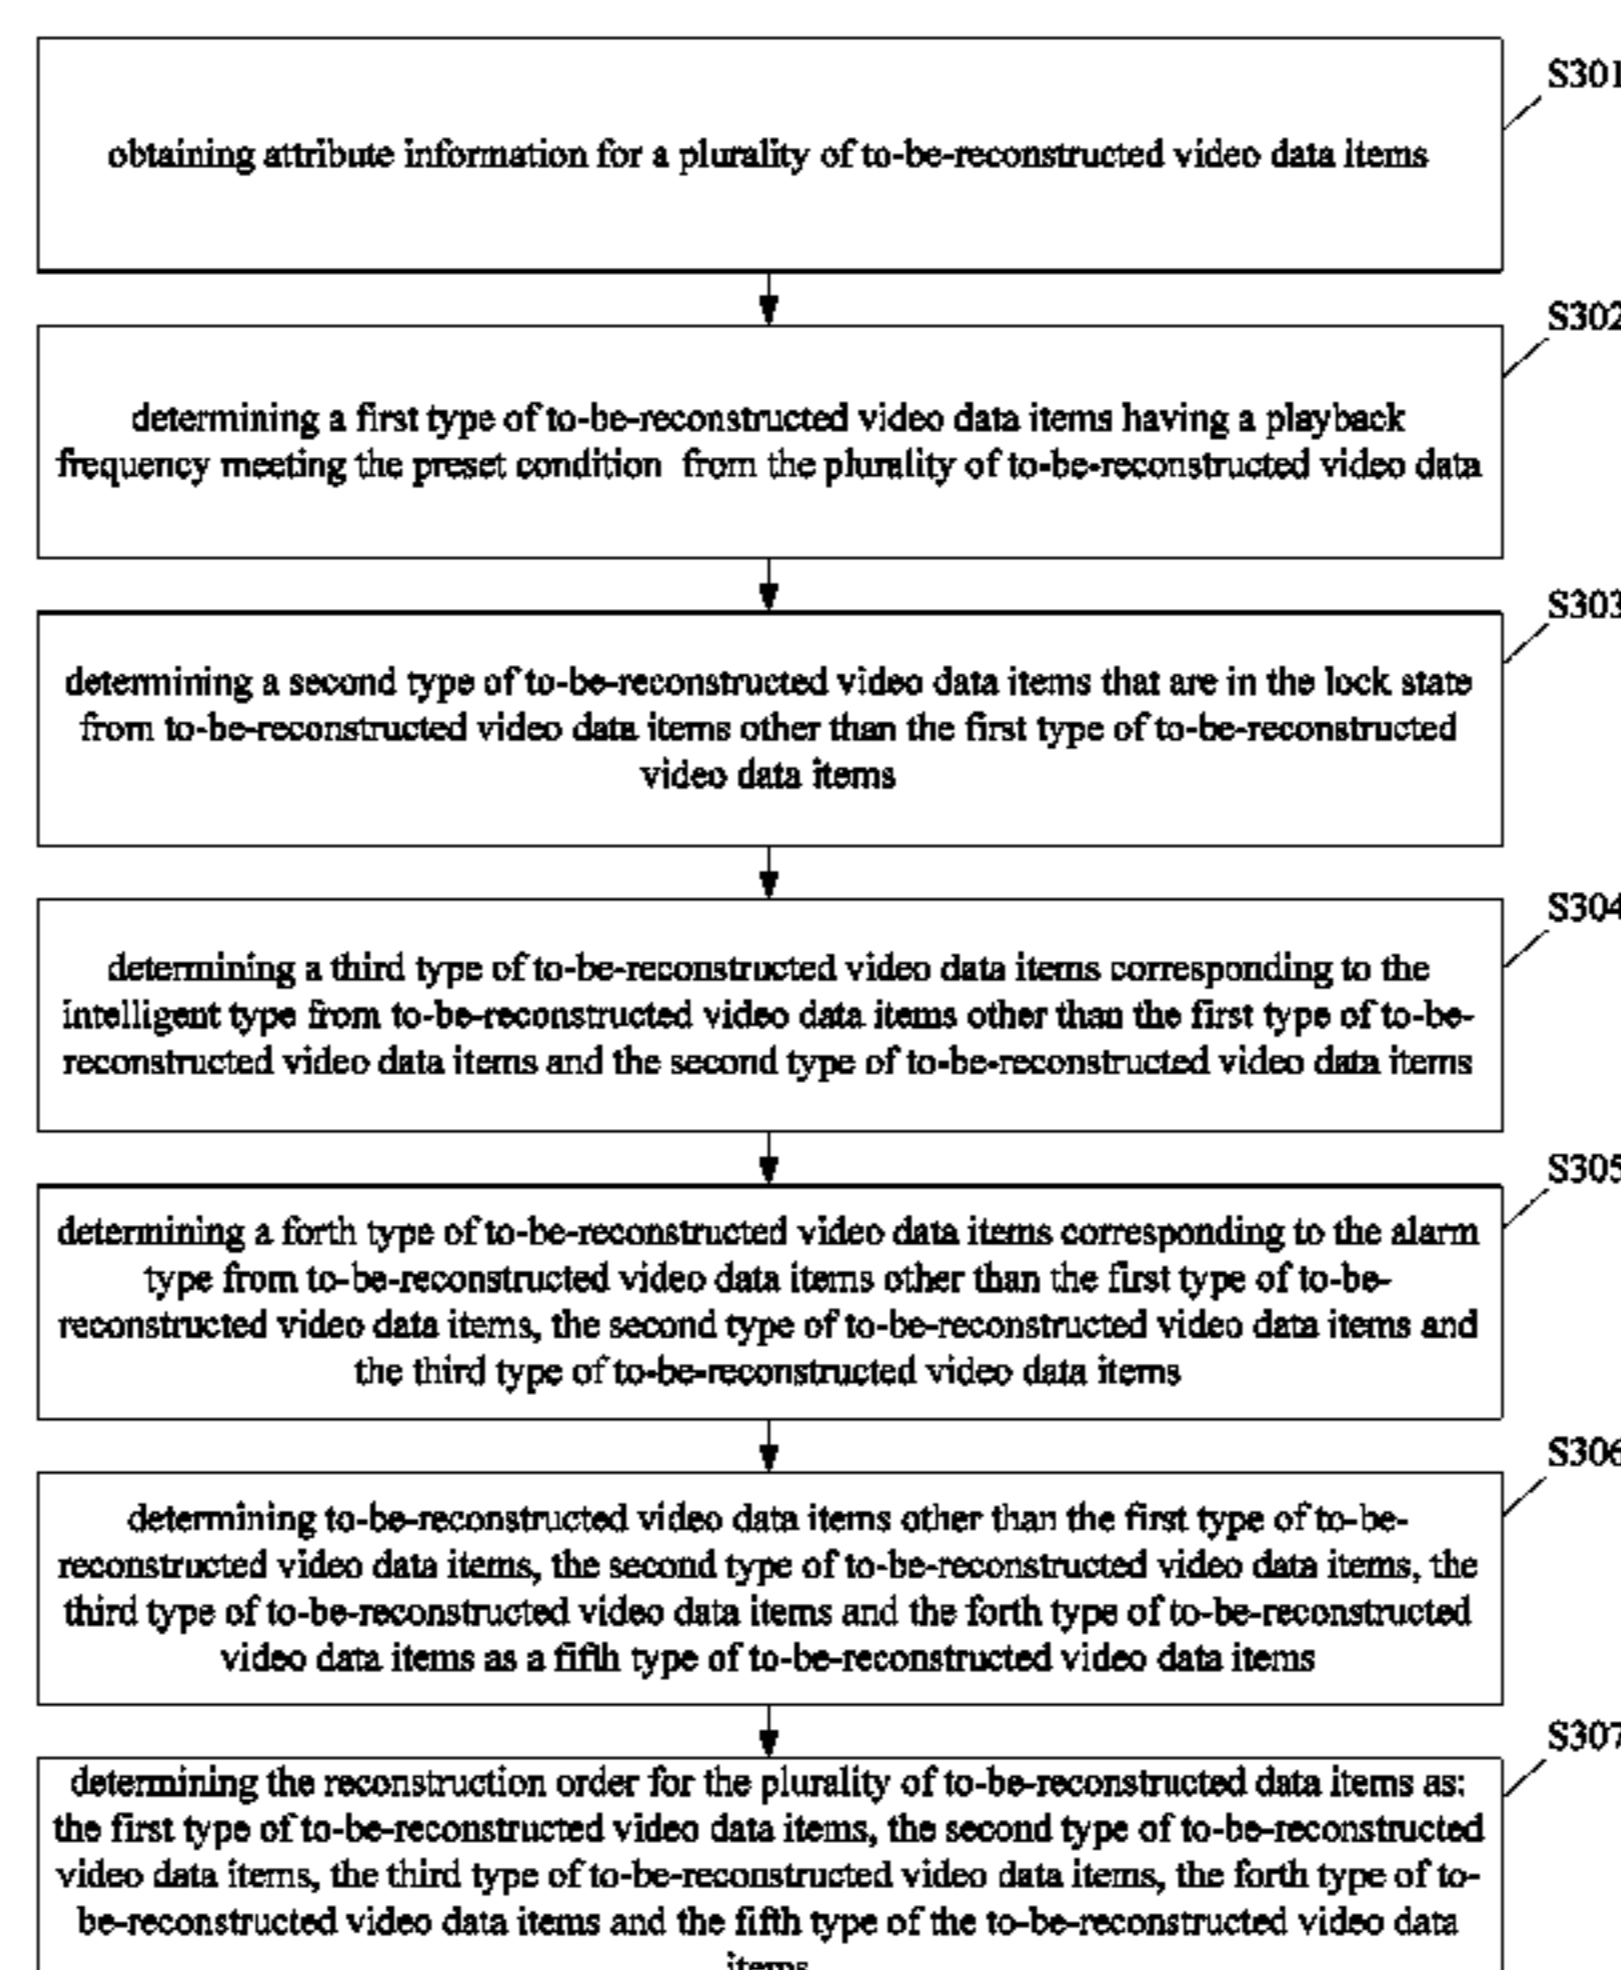 S301
obtaining attribute information for a plurality of to-be-reconstructed video data items
S302
determining a first type of to-be-reconstructed video data items having a playback
frequency meeting the preset condition from the plurality of to-be-reconstructed video data
S303
determining a second type of to-be-reconstructed video data items that are in the lock state
from to-be-reconstructed video data items other than the first type of to-be-reconstructed
video data items
S304
determining a third type of to-be-reconstructed video data items corresponding to the
intelligent type from to-be-reconstructed video data items other than the first type of to-be-
reconstructed video data items and the second type of to-be-reconstructed video data items
S305
determining a forth type of to-be-reconstructed video data items corresponding to the alarm
type from to-be-reconstructed video data items other than the first type of to-be-
reconstructed video data items, the second type of to-be-reconstructed video data items and
the third type of to-be-reconstructed video data items
S306
determining to-be-reconstructed video data items other than the first type of to-be-
reconstructed video data items, the second type of to-be-reconstructed video data items, the
third type of to-be-reconstructed video data items and the forth type of to-be-reconstructed
video data items as a fifth type of to-be-reconstructed video data items
S307
determining the reconstruction order for the plurality of to-be-reconstructed data items as:
the first type of to-be-reconstructed video data items, the second type of to-be-reconstructed
video data items, the third type of to-be-reconstructed video data items, the forth type of to-
be-reconstructed video data items and the fifth type of the to-be-reconstructed video data
items